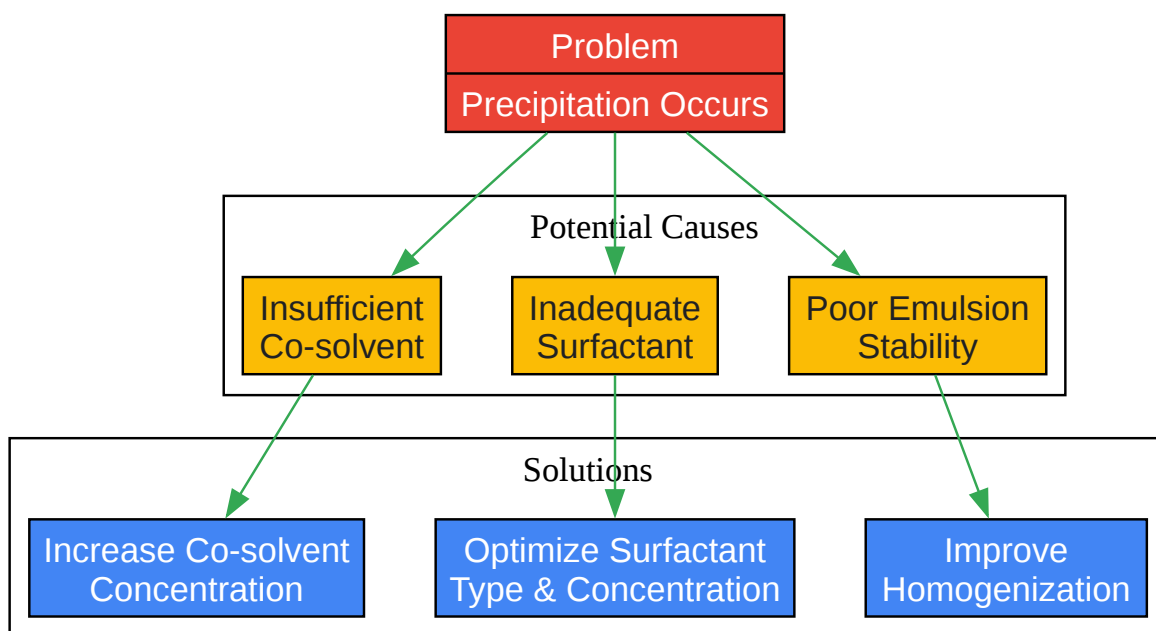 Problem
Precipitation Occurs
Potential Causes
Insufficient
Co-solvent
Inadequate
Surfactant
Poor Emulsion
Stability
Solutions
Increase Co-solvent
Concentration
Optimize Surfactant
Type & Concentration
Improve
Homogenization